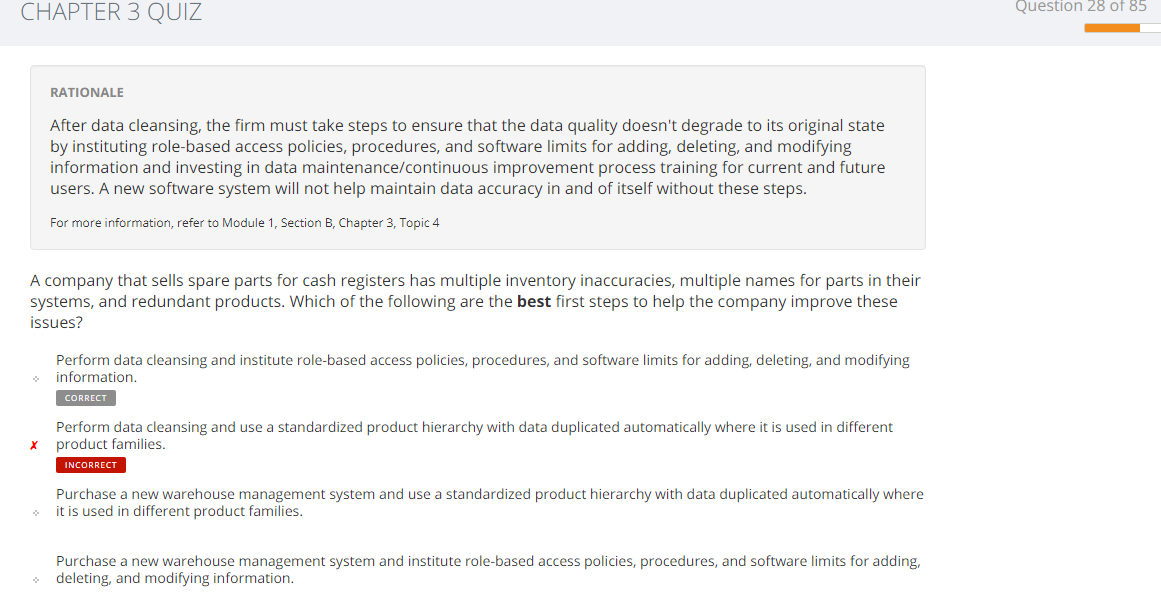 CHAPTER 3 QUIZ
Question 28 of 85
RATIONALE
After data cleansing, the firm must take steps to ensure that the data quality doesn't degrade to its original state
by instituting role-based access policies, procedures, and software limits for adding, deleting, and modifying
information and investing in data maintenance/continuous improvement process training for current and future
users. A new software system will not help maintain data accuracy in and of itself without these steps.
For more information, refer to Module 1, Section B, Chapter 3, Topic 4
A company that sells spare parts for cash registers has multiple inventory inaccuracies, multiple names for parts in their
systems, and redundant products. Which of the following are the best first steps to help the company improve these
issues?
Perform data cleansing and institute role-based access policies, procedures, and software limits for adding, deleting, and modifying
information.
CORRECT
Perform data cleansing and use a standardized product hierarchy with data duplicated automatically where it is used in different
product families.
INCORRECT
Purchase a new warehouse management system and use a standardized product hierarchy with data duplicated automatically where
it is used in different product families.
Purchase a new warehouse management system and institute role-based access policies, procedures, and software limits for adding,
deleting, and modifying information.